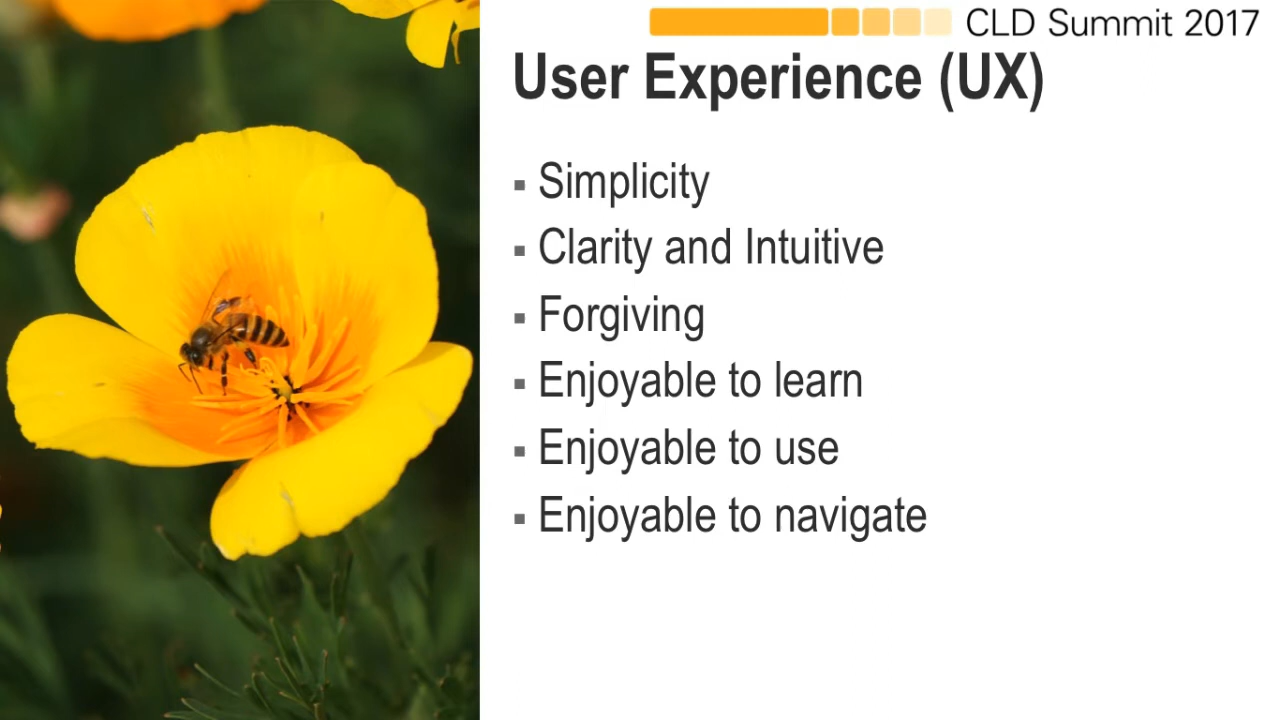 CLD Summit 2017
User Experience (UX)
▪ Simplicity
▪ Clarity and Intuitive
▪ Forgiving
▪ Enjoyable to learn
▪ Enjoyable to use
▪ Enjoyable to navigate